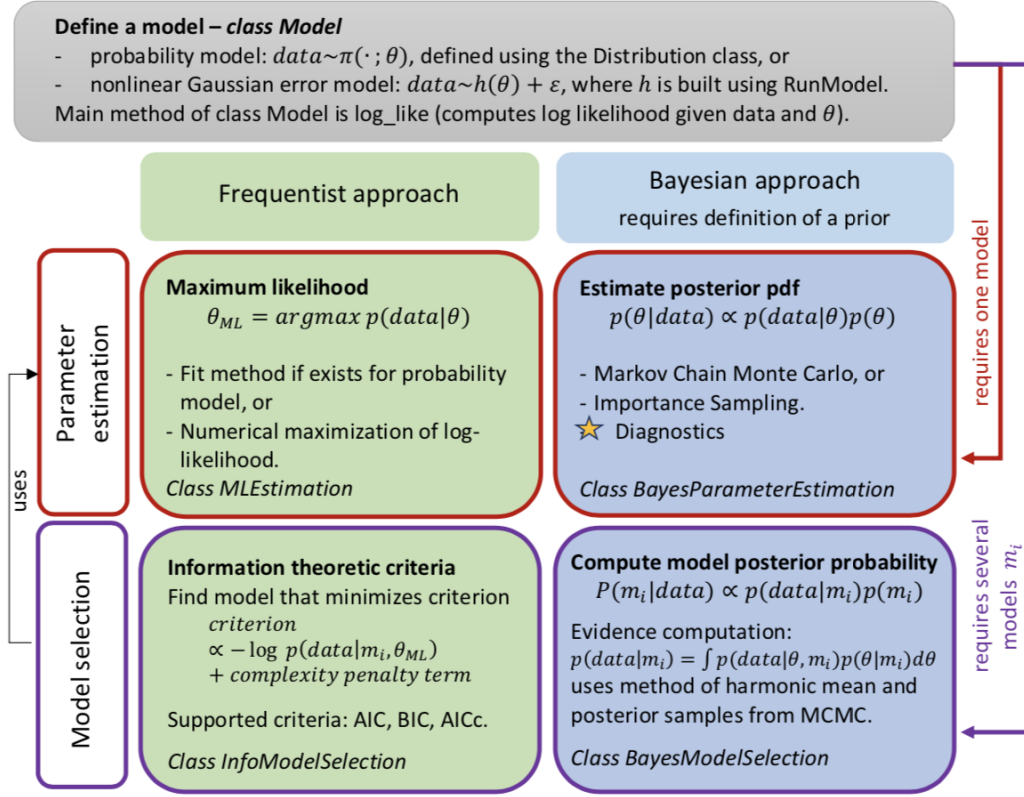 Define a model – class Model
- probability model: data~π(· ; θ), defined using the Distribution class, or
- nonlinear Gaussian error model: data~h(θ) + ε, where h is built using RunModel.
Main method of class Model is log_like (computes log likelihood given data and θ).
Frequentist approach
Bayesian approach
requires definition of a prior
Parameter
estimation
Maximum likelihood
θ_ML = argmax p(data|θ)
- Fit method if exists for probability
model, or
- Numerical maximization of log-
likelihood.
Class MLEstimation
Estimate posterior pdf
p(θ|data) ∝ p(data|θ)p(θ)
- Markov Chain Monte Carlo, or
- Importance Sampling.
Diagnostics
Class BayesParameterEstimation
requires one model
uses
Model selection
Information theoretic criteria
Find model that minimizes criterion
criterion
∝ −log p(data|m_i, θ_ML)
+ complexity penalty term
Supported criteria: AIC, BIC, AICc.
Class InfoModelSelection
Compute model posterior probability
P(m_i|data) ∝ p(data|m_i)p(m_i)
Evidence computation:
p(data|m_i) = ∫ p(data|θ, m_i)p(θ|m_i)dθ
uses method of harmonic mean and
posterior samples from MCMC.
Class BayesModelSelection
requires several
models m_i